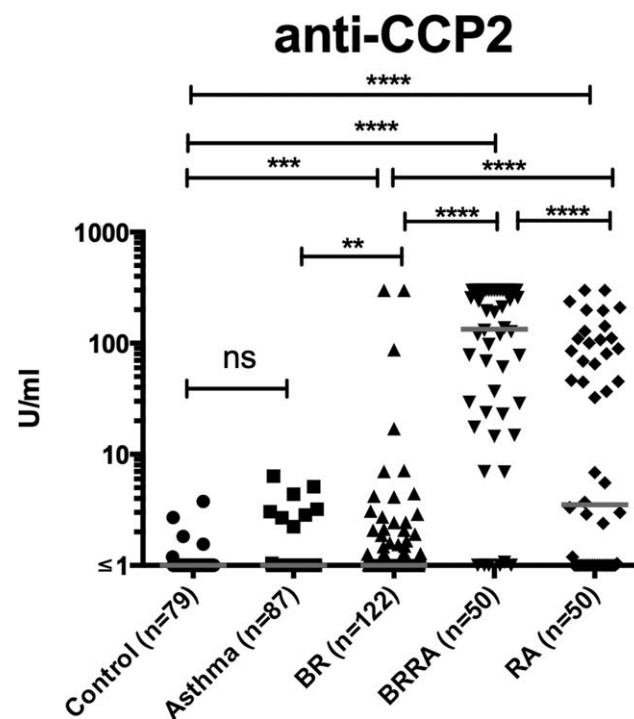 anti-CCP2
****
****
***
****
****
****
**
ns
1000
100
10
≤ 1
U/ml
Control (n=79)
Asthma (n=87)
BR (n=122)
BRRA (n=50)
RA (n=50)